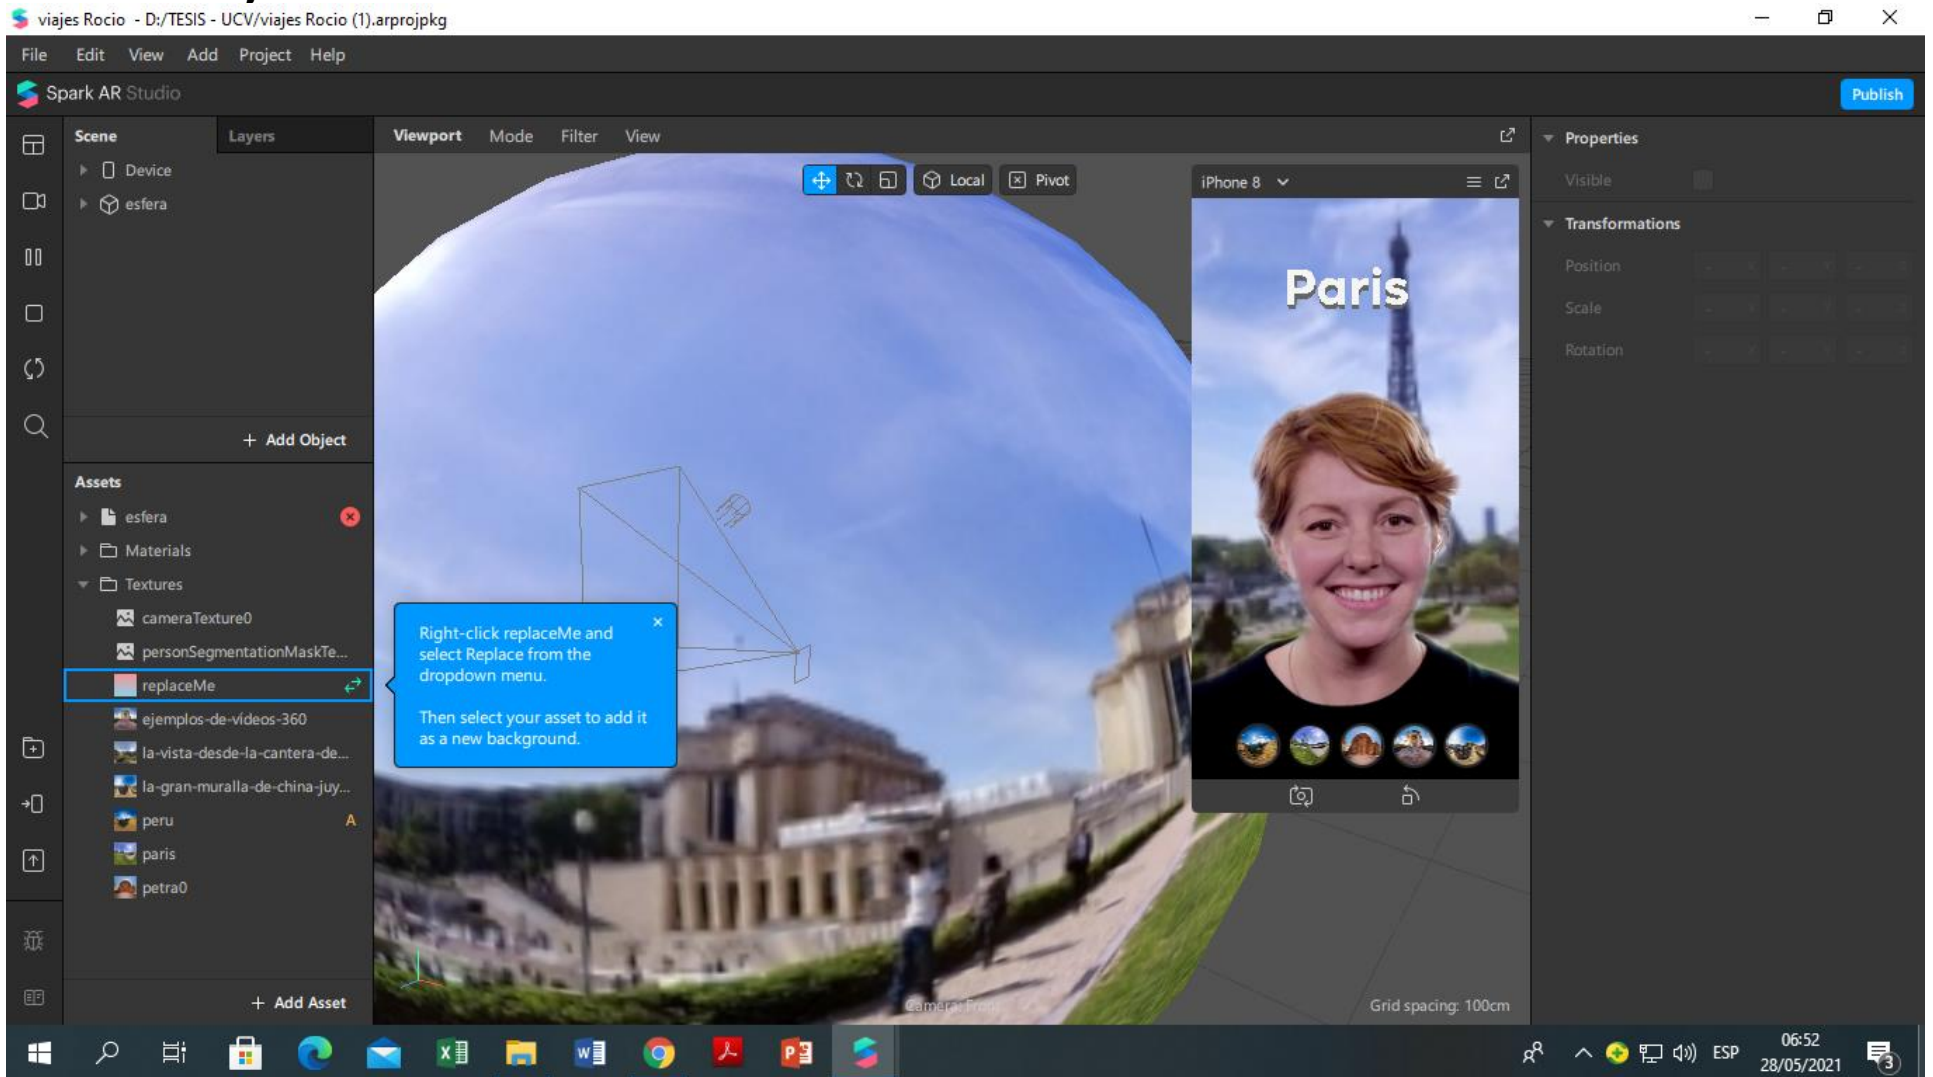 viajes Rocio - D:/TESIS - UCV/viajes Rocio (1).arprojpkg
File Edit View Add Project Help
Spark AR Studio
Publish
Scene Layers
Device
esfera
+ Add Object
Viewport Mode Filter View
Local Pivot
iPhone 8
Paris
Properties
Visible
Transformations
Position
Scale
Rotation
Assets
esfera
Materials
Textures
cameraTexture0
personSegmentationMaskTe...
replaceMe
ejemplos-de-vídeos-360
la-vista-desde-la-cantera-de...
la-gran-muralla-de-china-juy...
peru A
paris
petra0
+ Add Asset
Right-click replaceMe and
select Replace from the
dropdown menu.
Then select your asset to add it
as a new background.
Camera: Front
Grid spacing: 100cm
ESP
06:52
28/05/2021
3